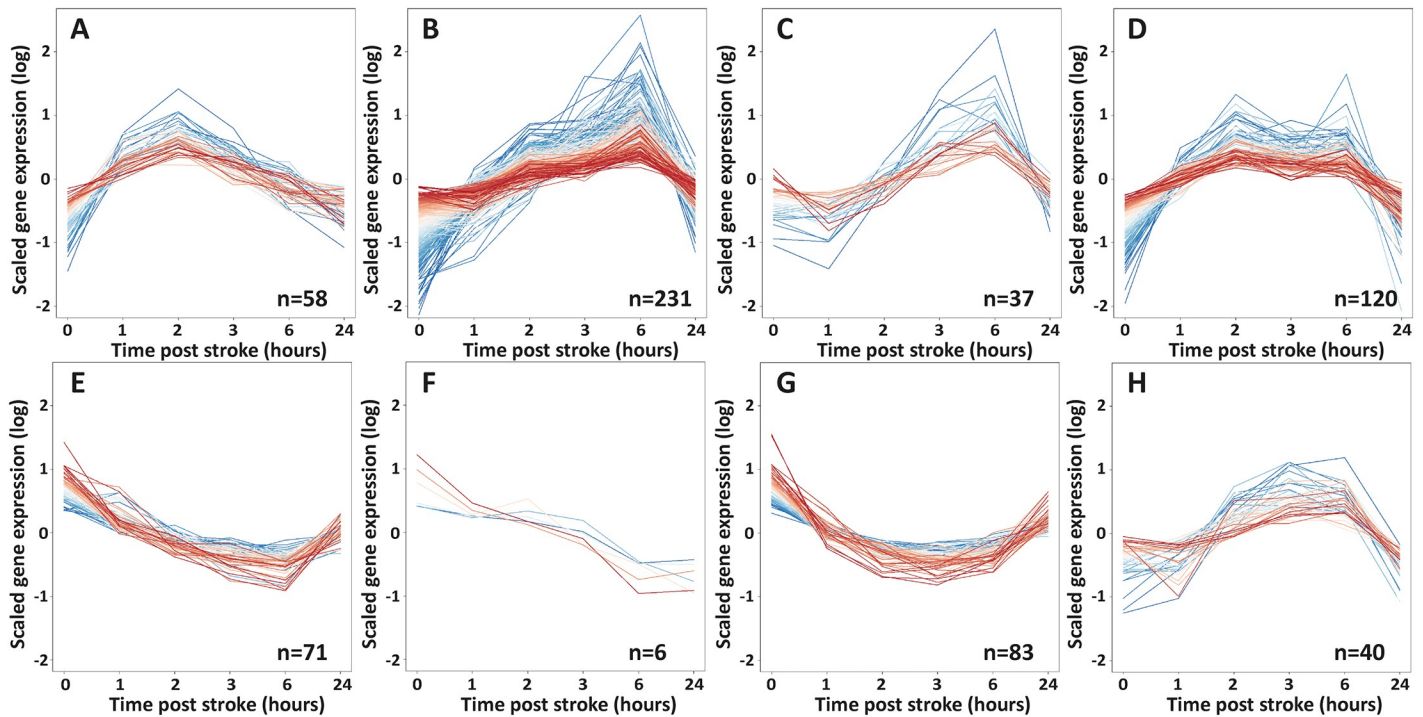 A
Scaled gene expression (log)
2
1
0
-1
-2
n=58
0 1 2 3 6 24
Time post stroke (hours)
B
Scaled gene expression (log)
2
1
0
-1
-2
n=231
0 1 2 3 6 24
Time post stroke (hours)
C
Scaled gene expression (log)
2
1
0
-1
-2
n=37
0 1 2 3 6 24
Time post stroke (hours)
D
Scaled gene expression (log)
2
1
0
-1
-2
n=120
0 1 2 3 6 24
Time post stroke (hours)
E
Scaled gene expression (log)
2
1
0
-1
-2
n=71
0 1 2 3 6 24
Time post stroke (hours)
F
Scaled gene expression (log)
2
1
0
-1
-2
n=6
0 1 2 3 6 24
Time post stroke (hours)
G
Scaled gene expression (log)
2
1
0
-1
-2
n=83
0 1 2 3 6 24
Time post stroke (hours)
H
Scaled gene expression (log)
2
1
0
-1
-2
n=40
0 1 2 3 6 24
Time post stroke (hours)